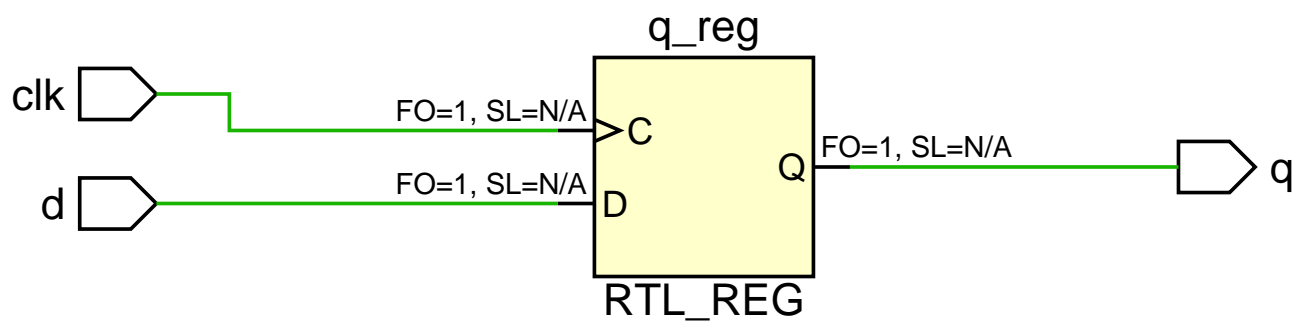 q_reg
clk
FO=1, SL=N/A
C
FO=1, SL=N/A
Q
q
FO=1, SL=N/A
d
D
RTL_REG